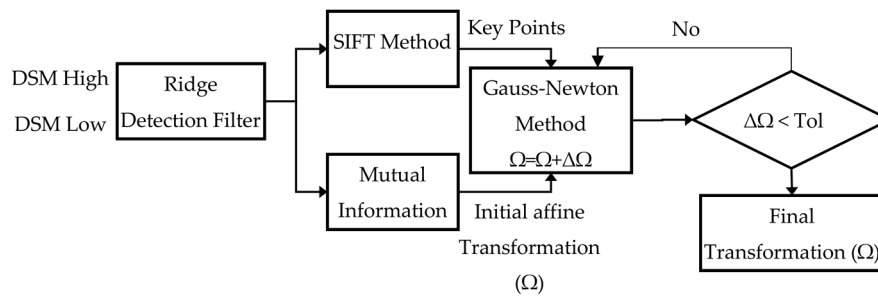 DSM High
DSM Low
Ridge
Detection Filter
SIFT Method
Key Points
Mutual
Information
Initial affine
Transformation
(Ω)
Gauss-Newton
Method
Ω=Ω+ΔΩ
No
ΔΩ < Tol
Final
Transformation (Ω)